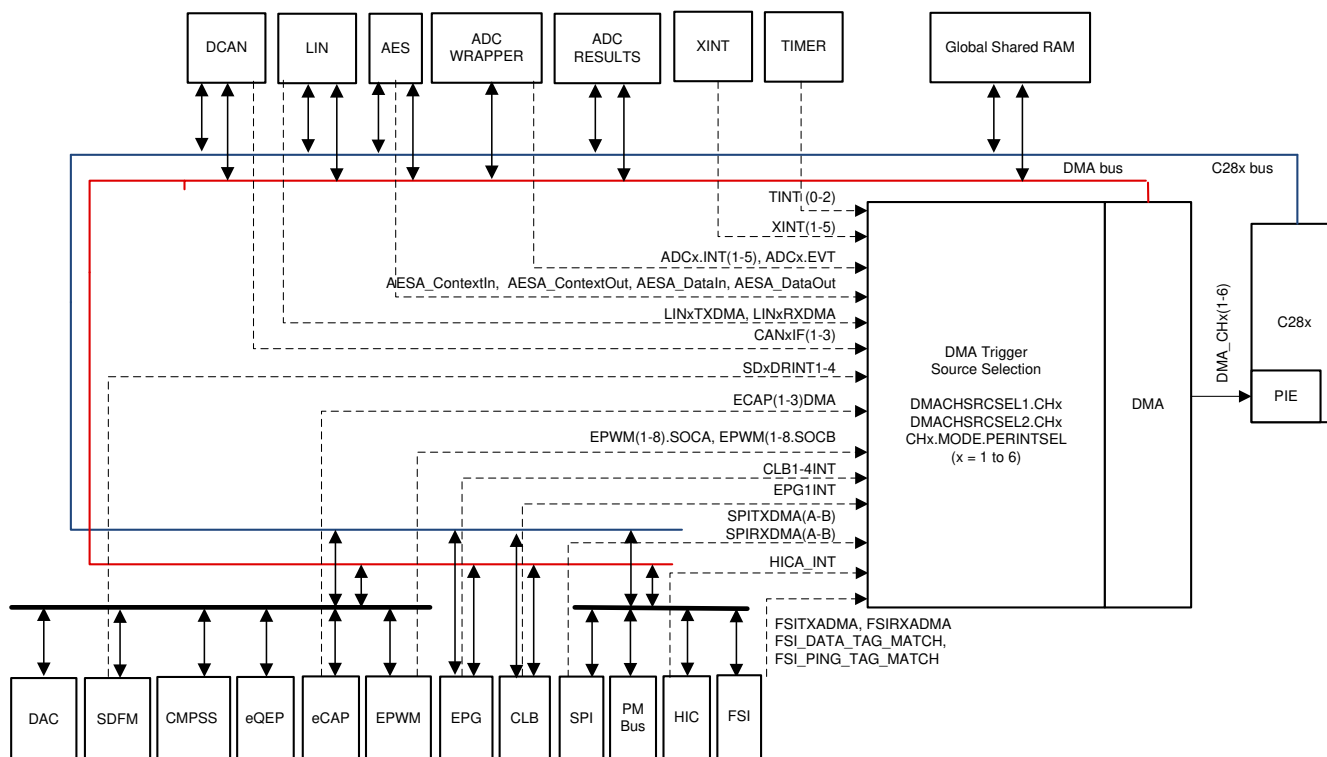 DCAN
LIN
AES
ADC
WRAPPER
ADC
RESULTS
XINT
TIMER
Global Shared RAM
DMA bus
C28x bus
TINT (0-2)
XINT(1-5)
ADCx.INT(1-5), ADCx.EVT
AESA_ContextIn, AESA_ContextOut, AESA_DataIn, AESA_DataOut
LINxTXDMA, LINxRXDMA
CANxIF(1-3)
SDxDRINT1-4
ECAP(1-3)DMA
EPWM(1-8).SOCA, EPWM(1-8.SOCB
CLB1-4INT
EPG1INT
SPITXDMA(A-B)
SPIRXDMA(A-B)
HICA_INT
FSITXADMA, FSIRXADMA
FSI_DATA_TAG_MATCH,
FSI_PING_TAG_MATCH
DMA Trigger
Source Selection
DMACHSRCSEL1.CHx
DMACHSRCSEL2.CHx
CHx.MODE.PERINTSEL
(x = 1 to 6)
DMA
DMA_CHx(1-6)
C28x
PIE
DAC
SDFM
CMPSS
eQEP
eCAP
EPWM
EPG
CLB
SPI
PM
Bus
HIC
FSI